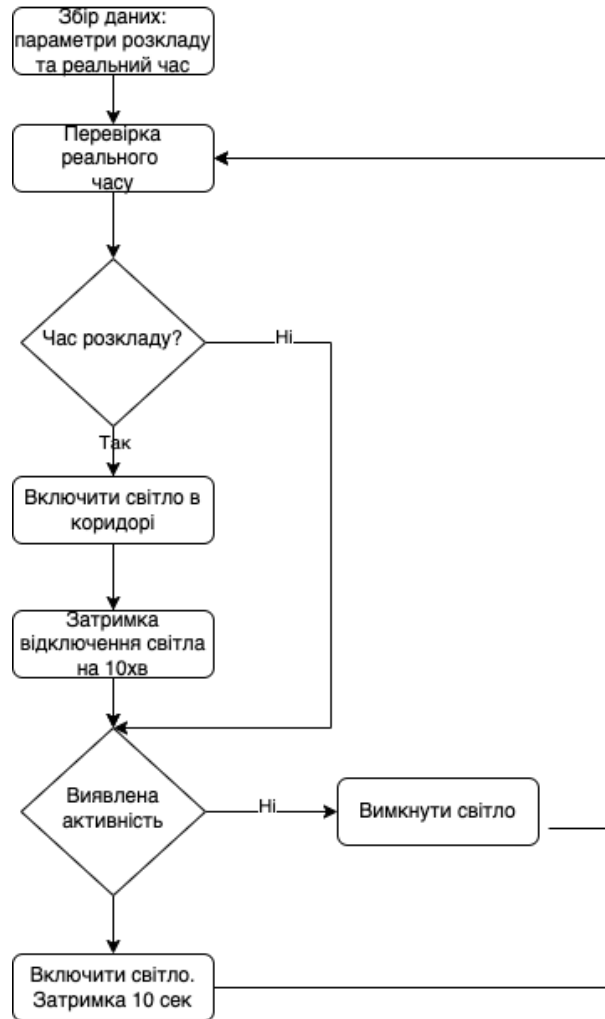 Збір даних:
параметри розкладу
та реальний час
Перевірка
реального
часу
Час розкладу?
Ні
Так
Включити світло в
коридорі
Затримка
відключення світла
на 10хв
Виявлена
активність
Ні
Вимкнути світло
Включити світло.
Затримка 10 сек